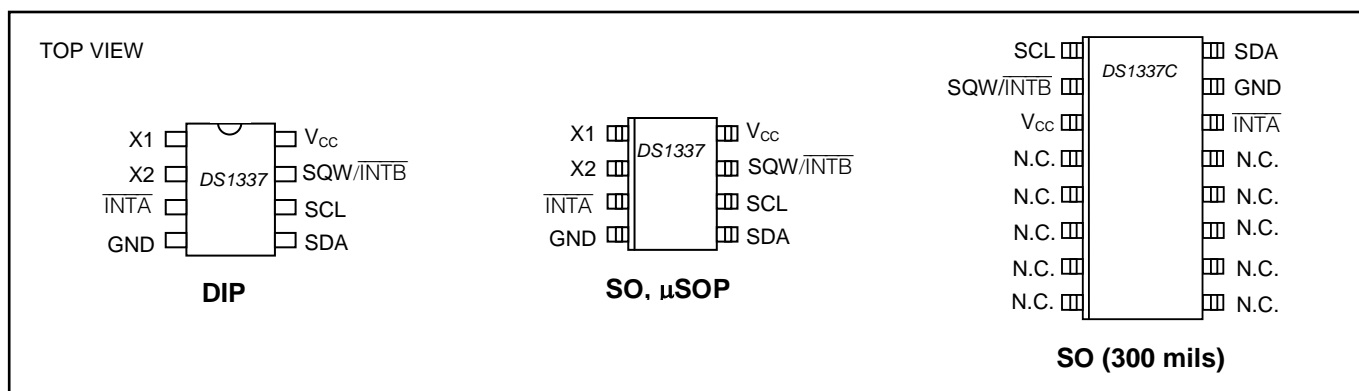 TOP VIEW
X1
X2
INTA
GND
DS1337
VCC
SQW/INTB
SCL
SDA
DIP
X1
X2
INTA
GND
DS1337
VCC
SQW/INTB
SCL
SDA
SO, µSOP
SCL
SQW/INTB
VCC
N.C.
N.C.
N.C.
N.C.
N.C.
DS1337C
SDA
GND
INTA
N.C.
N.C.
N.C.
N.C.
N.C.
SO (300 mils)